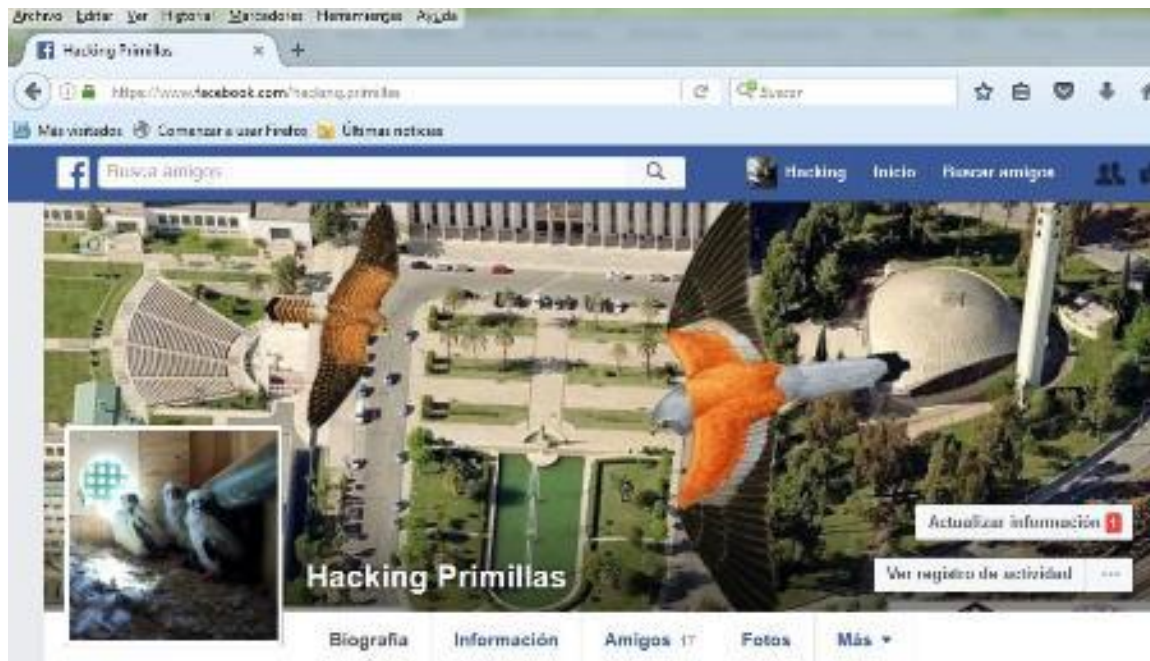 Archivo Editar Ver Historial Marcadores Herramientas Ayuda
Hacking Primillas × +
https://www.facebook.com/hacking.primillas Buscar
Más visitados Comenzar a usar Firefox Últimas noticias
Busca amigos Hacking Inicio Buscar amigos
Actualizar información 1
Hacking Primillas Ver registro de actividad ...
Biografía Información Amigos 17 Fotos Más